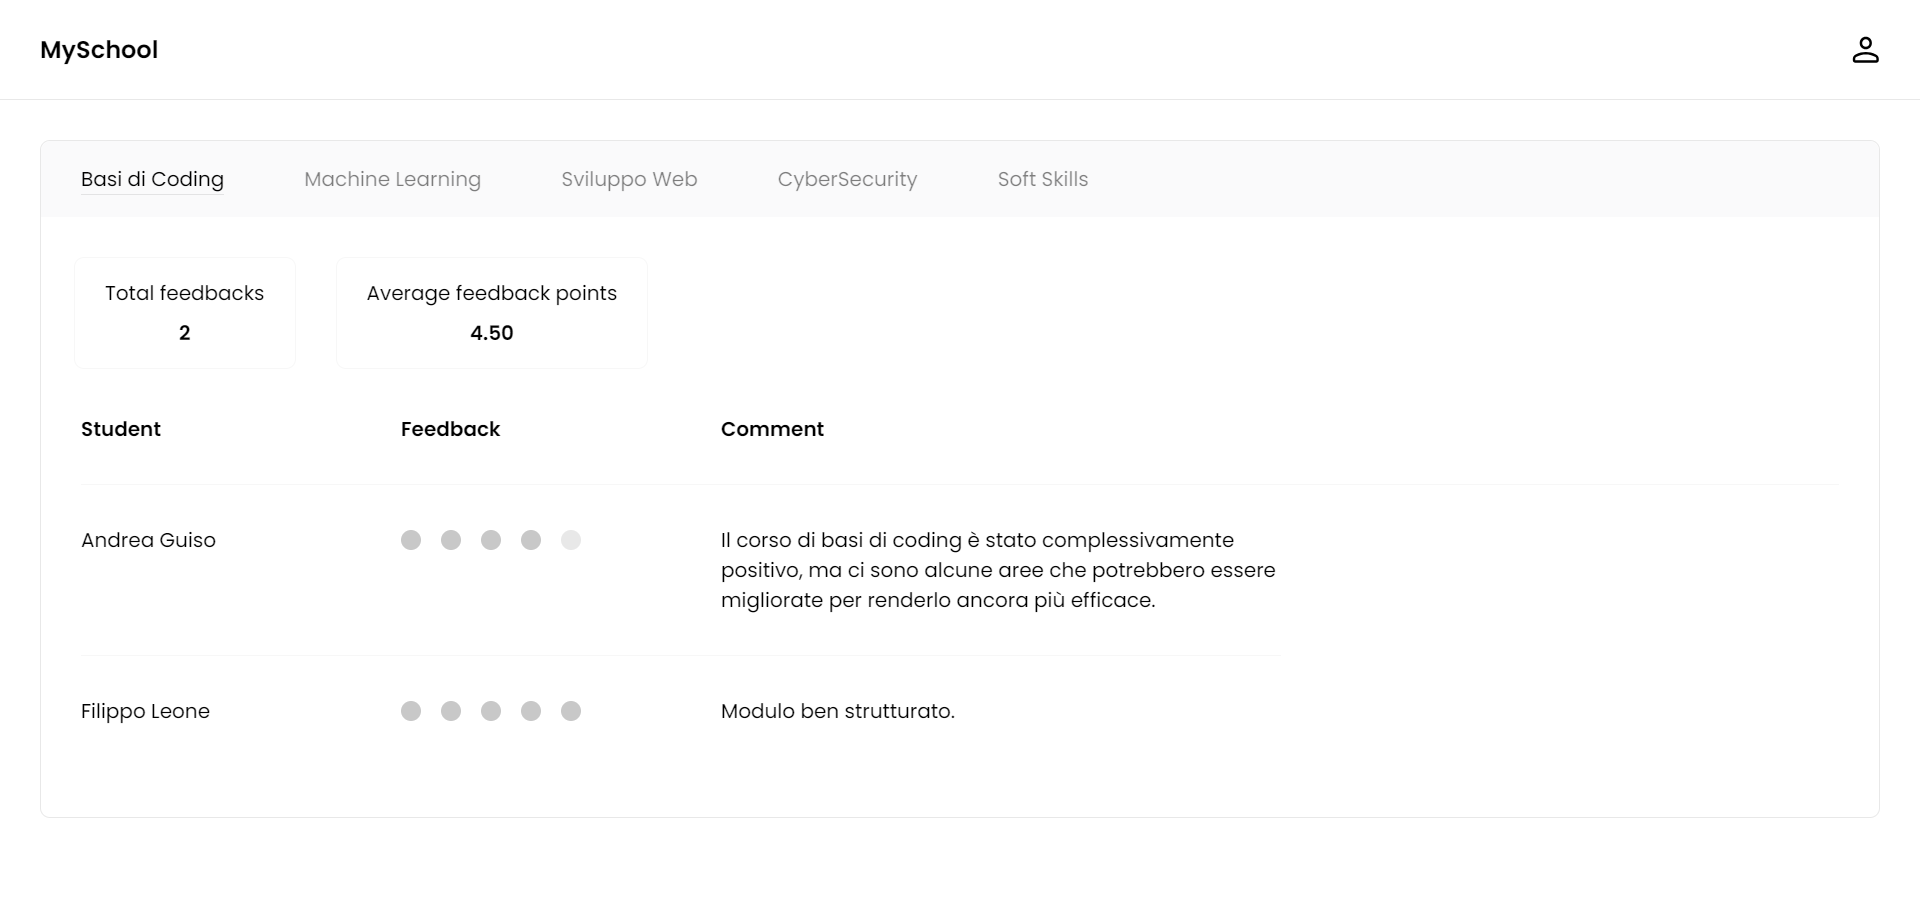 MySchool
Basi di Coding
Machine Learning
Sviluppo Web
CyberSecurity
Soft Skills
Total feedbacks
2
Average feedback points
4.50
Student
Feedback
Comment
Andrea Guiso
Il corso di basi di coding è stato complessivamente
positivo, ma ci sono alcune aree che potrebbero essere
migliorate per renderlo ancora più efficace.
Filippo Leone
Modulo ben strutturato.